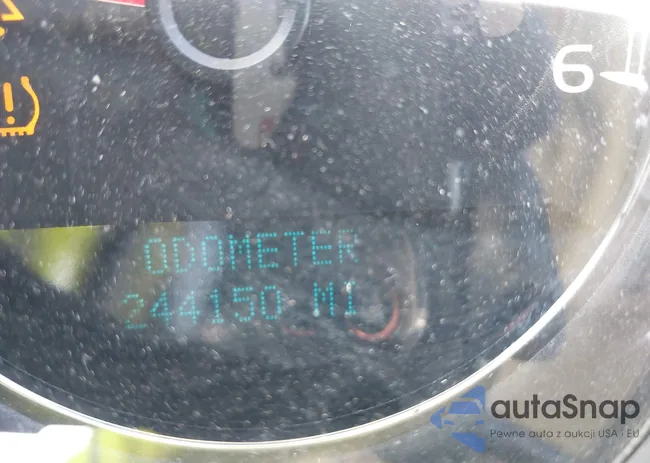 6
ODOMETER
244150 MI
autaSnap
Pewne auta z aukcji USA i EU